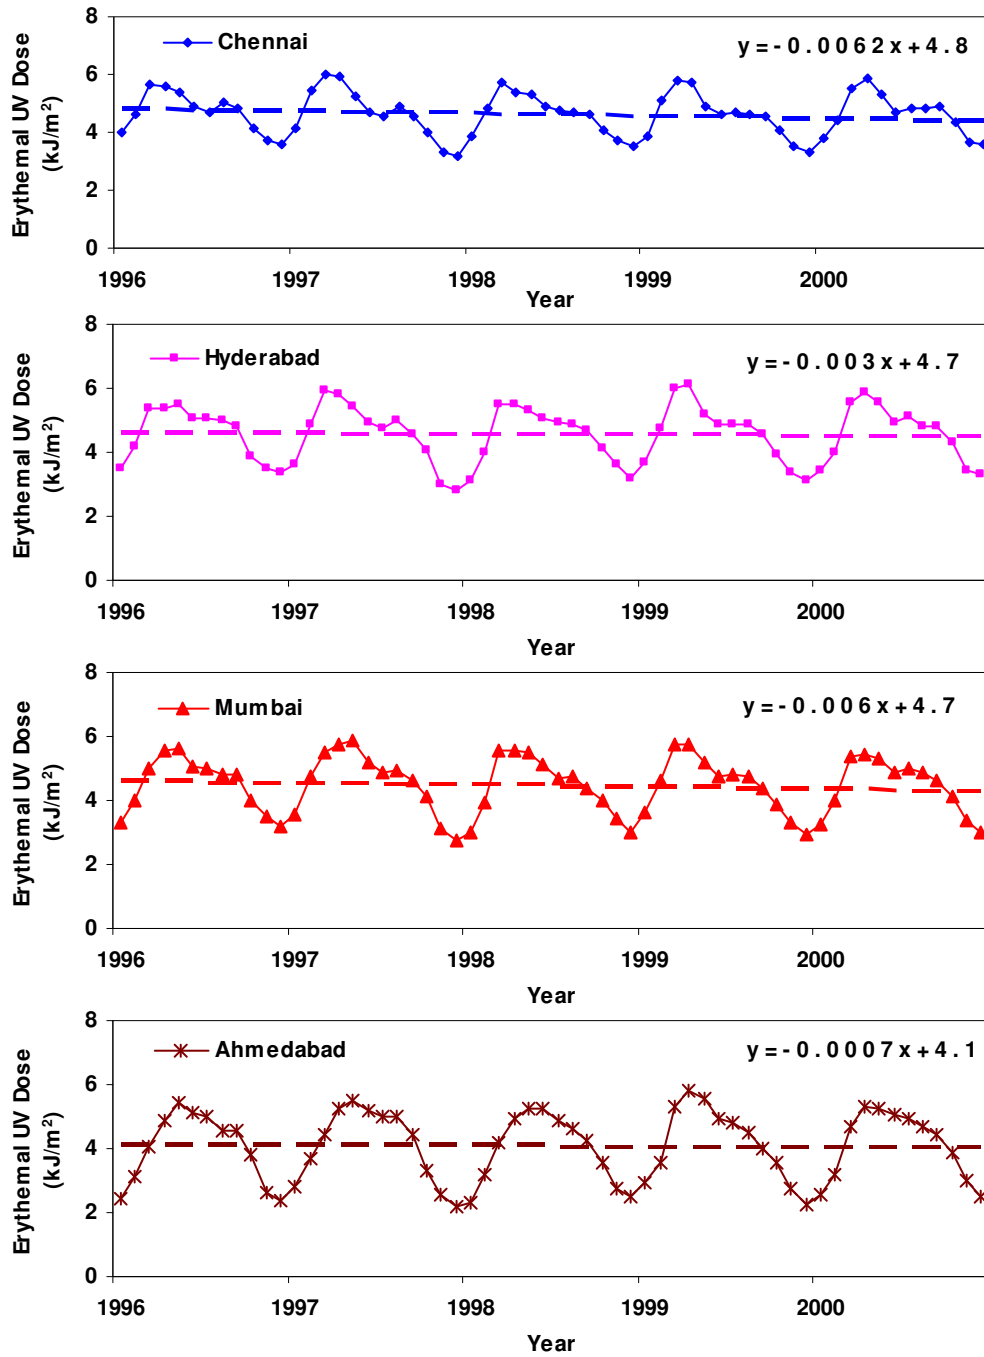 8
Chennai
y = - 0.0062x + 4.8
6
4
2
0
Erythemal UV Dose
(kJ/m²)
1996 1997 1998 1999 2000
Year
8
Hyderabad
y = - 0.003x + 4.7
6
4
2
0
Erythemal UV Dose
(kJ/m²)
1996 1997 1998 1999 2000
Year
8
Mumbai
y = - 0.006x + 4.7
6
4
2
0
Erythemal UV Dose
(kJ/m²)
1996 1997 1998 1999 2000
Year
8
Ahmedabad
y = - 0.0007x + 4.1
6
4
2
0
Erythemal UV Dose
(kJ/m²)
1996 1997 1998 1999 2000
Year